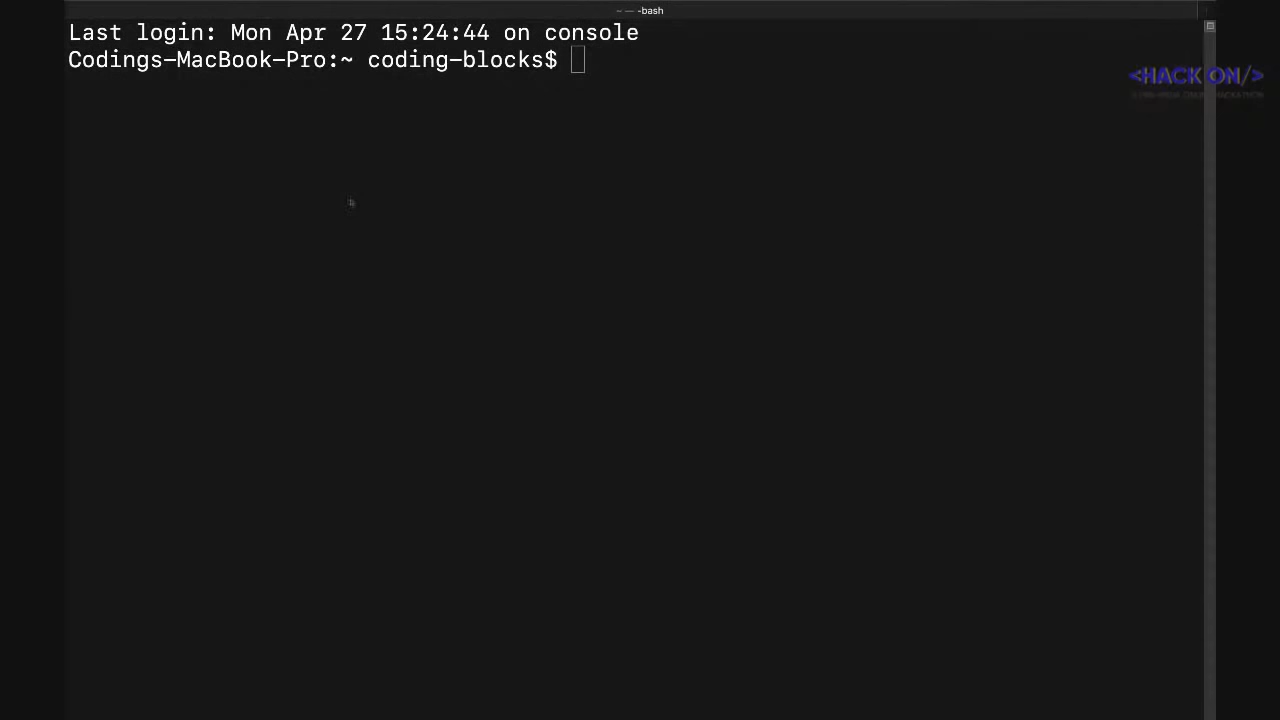 ~ — -bash
Last login: Mon Apr 27 15:24:44 on console
Codings-MacBook-Pro:~ coding-blocks$
<HACK ON/>